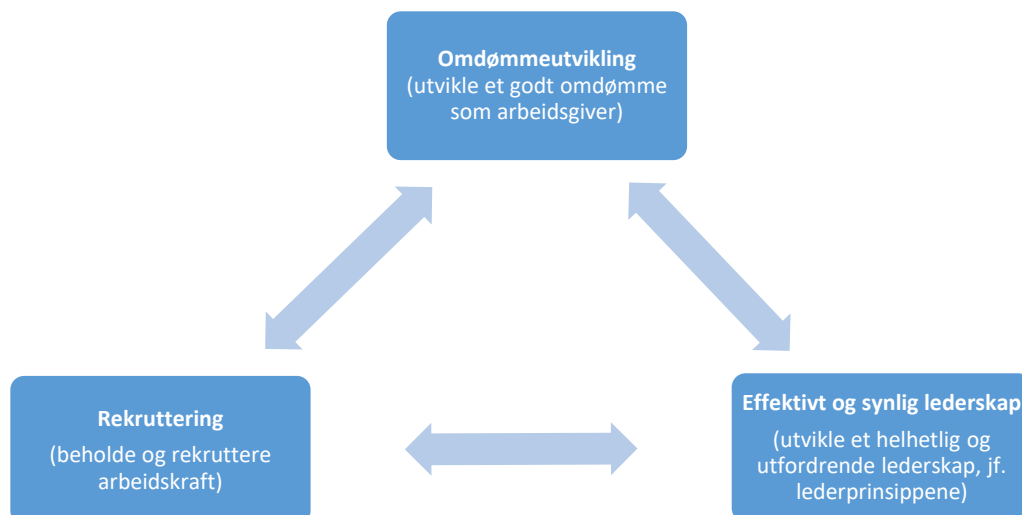 Omdømmeutvikling
(utvikle et godt omdømme
som arbeidsgiver)
Rekruttering
(beholde og rekruttere
arbeidskraft)
Effektivt og synlig lederskap
(utvikle et helhetlig og
utfordrende lederskap, jf.
lederprinsippene)